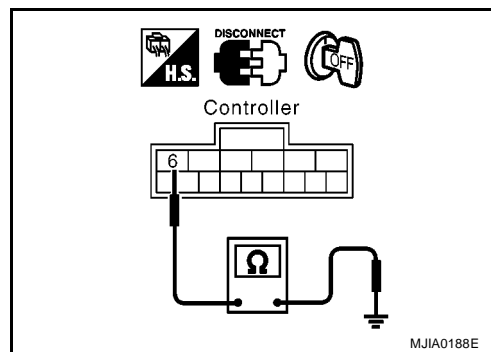 DISCONNECT
H.S.
OFF
Controller
6
Ω
MJIA0188E